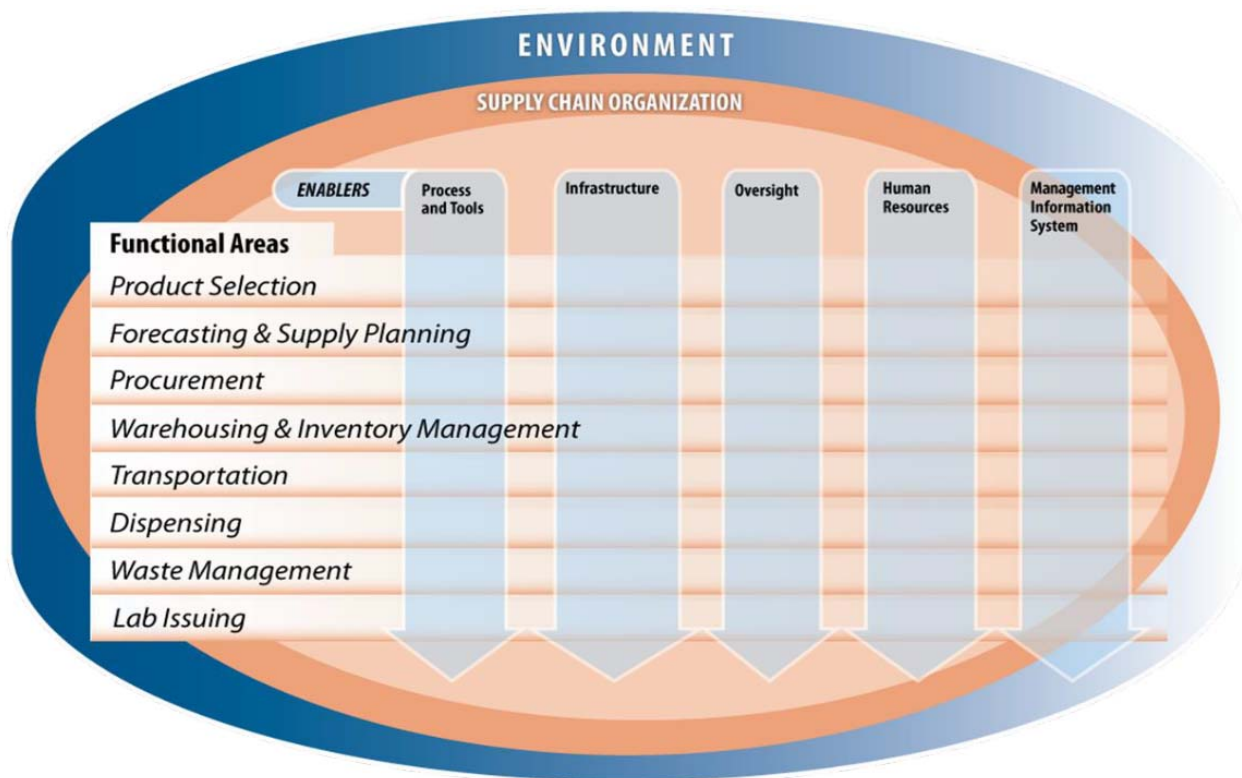 ENVIRONMENT
SUPPLY CHAIN ORGANIZATION
ENABLERS
Process
and Tools
Infrastructure
Oversight
Human
Resources
Management
Information
System
Functional Areas
Product Selection
Forecasting & Supply Planning
Procurement
Warehousing & Inventory Management
Transportation
Dispensing
Waste Management
Lab Issuing